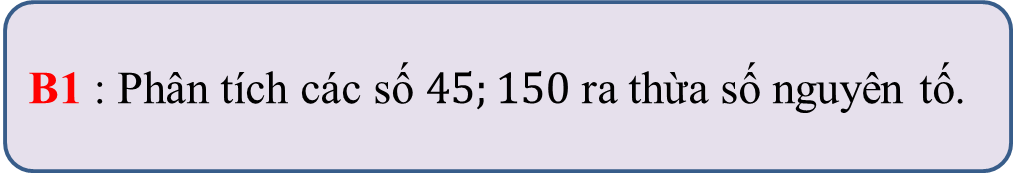 B1 : Phân tích các số 45; 150 ra thừa số nguyên tố.